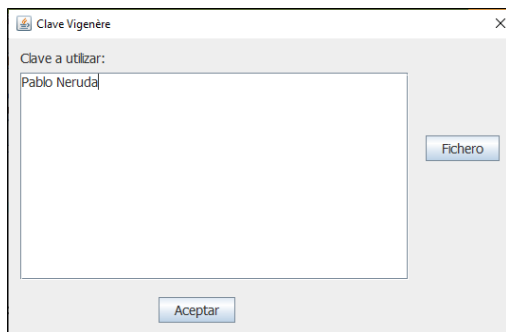 Clave Vigenère
Clave a utilizar:
Pablo Neruda
Fichero
Aceptar